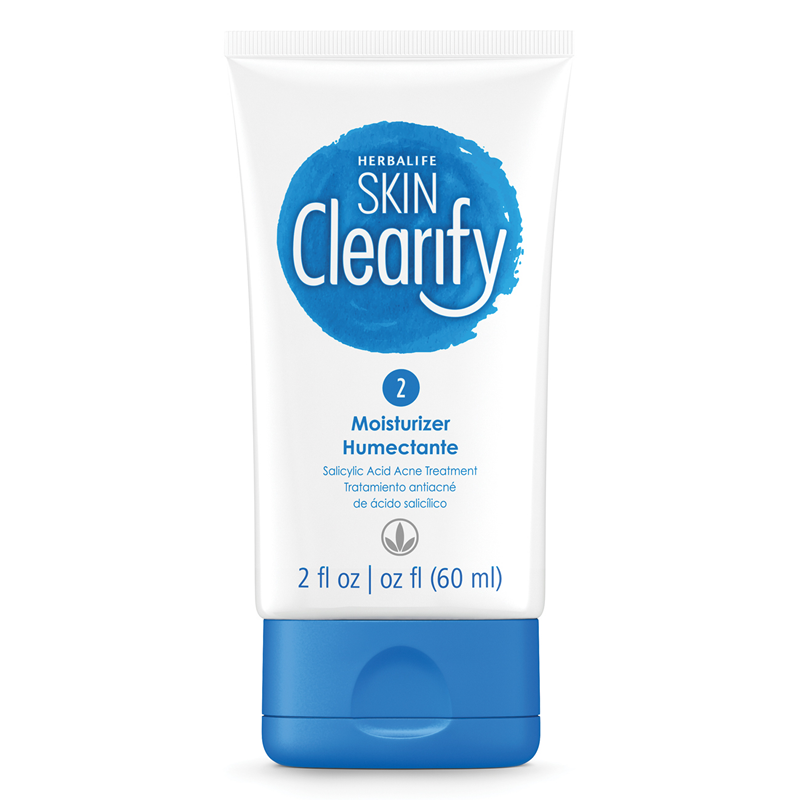 HERBALIFE
SKIN
Clearify
2
Moisturizer
Humectante
Salicylic Acid Acne Treatment
Tratamiento antiacné
de ácido salicílico
2 fl oz | oz fl (60 ml)